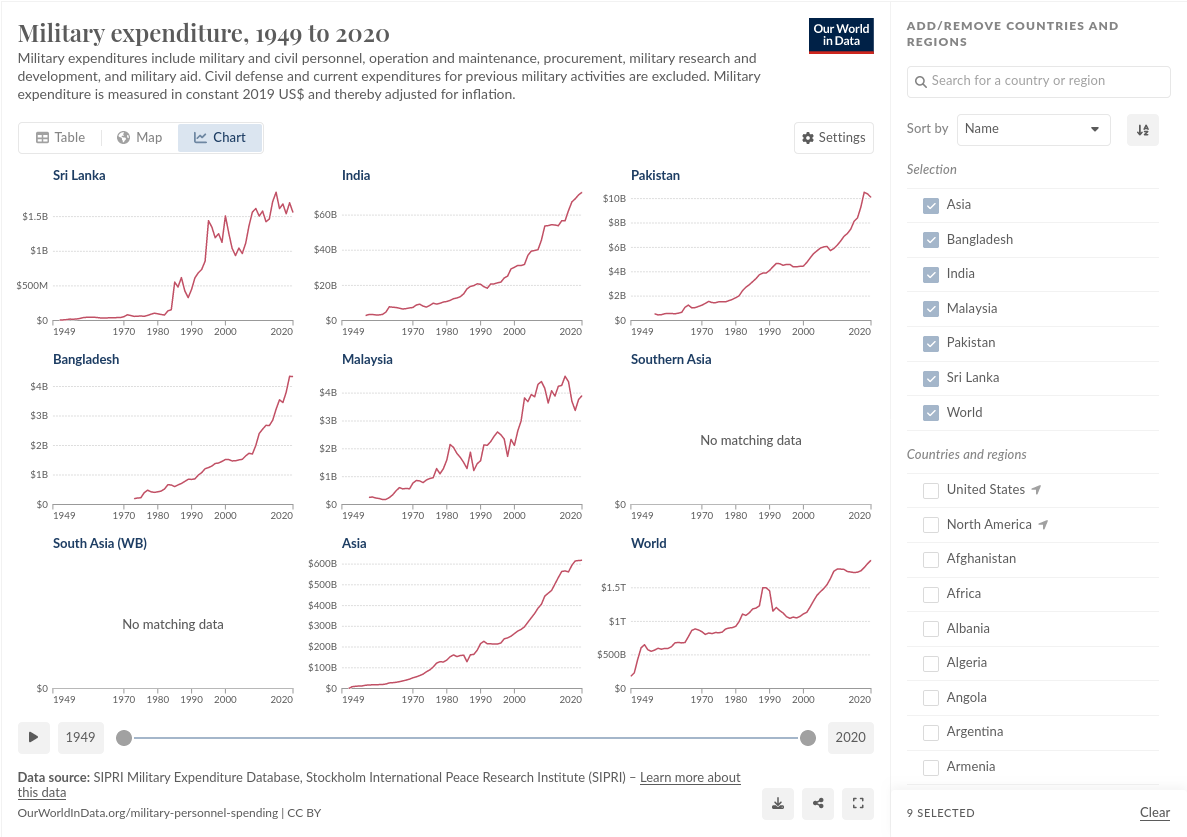 Military expenditure, 1949 to 2020
Our World
in Data
Military expenditures include military and civil personnel, operation and maintenance, procurement, military research and
development, and military aid. Civil defense and current expenditures for previous military activities are excluded. Military
expenditure is measured in constant 2019 US$ and thereby adjusted for inflation.
Table
Map
Chart
Settings
Sri Lanka
$1.5B
$1B
$500M
$0
1949 1970 1980 1990 2000 2020
India
$60B
$40B
$20B
$0
1949 1970 1980 1990 2000 2020
Pakistan
$10B
$8B
$6B
$4B
$2B
$0
1949 1970 1980 1990 2000 2020
Bangladesh
$4B
$3B
$2B
$1B
$0
1949 1970 1980 1990 2000 2020
Malaysia
$4B
$3B
$2B
$1B
$0
1949 1970 1980 1990 2000 2020
Southern Asia
No matching data
$0
1949 1970 1980 1990 2000 2020
South Asia (WB)
No matching data
$0
1949 1970 1980 1990 2000 2020
Asia
$600B
$500B
$400B
$300B
$200B
$100B
$0
1949 1970 1980 1990 2000 2020
World
$1.5T
$1T
$500B
$0
1949 1970 1980 1990 2000 2020
1949
2020
Data source: SIPRI Military Expenditure Database, Stockholm International Peace Research Institute (SIPRI) – Learn more about
this data
OurWorldInData.org/military-personnel-spending | CC BY
ADD/REMOVE COUNTRIES AND
REGIONS
Search for a country or region
Sort by
Name
Selection
Asia
Bangladesh
India
Malaysia
Pakistan
Sri Lanka
World
Countries and regions
United States
North America
Afghanistan
Africa
Albania
Algeria
Angola
Argentina
Armenia
9 SELECTED
Clear